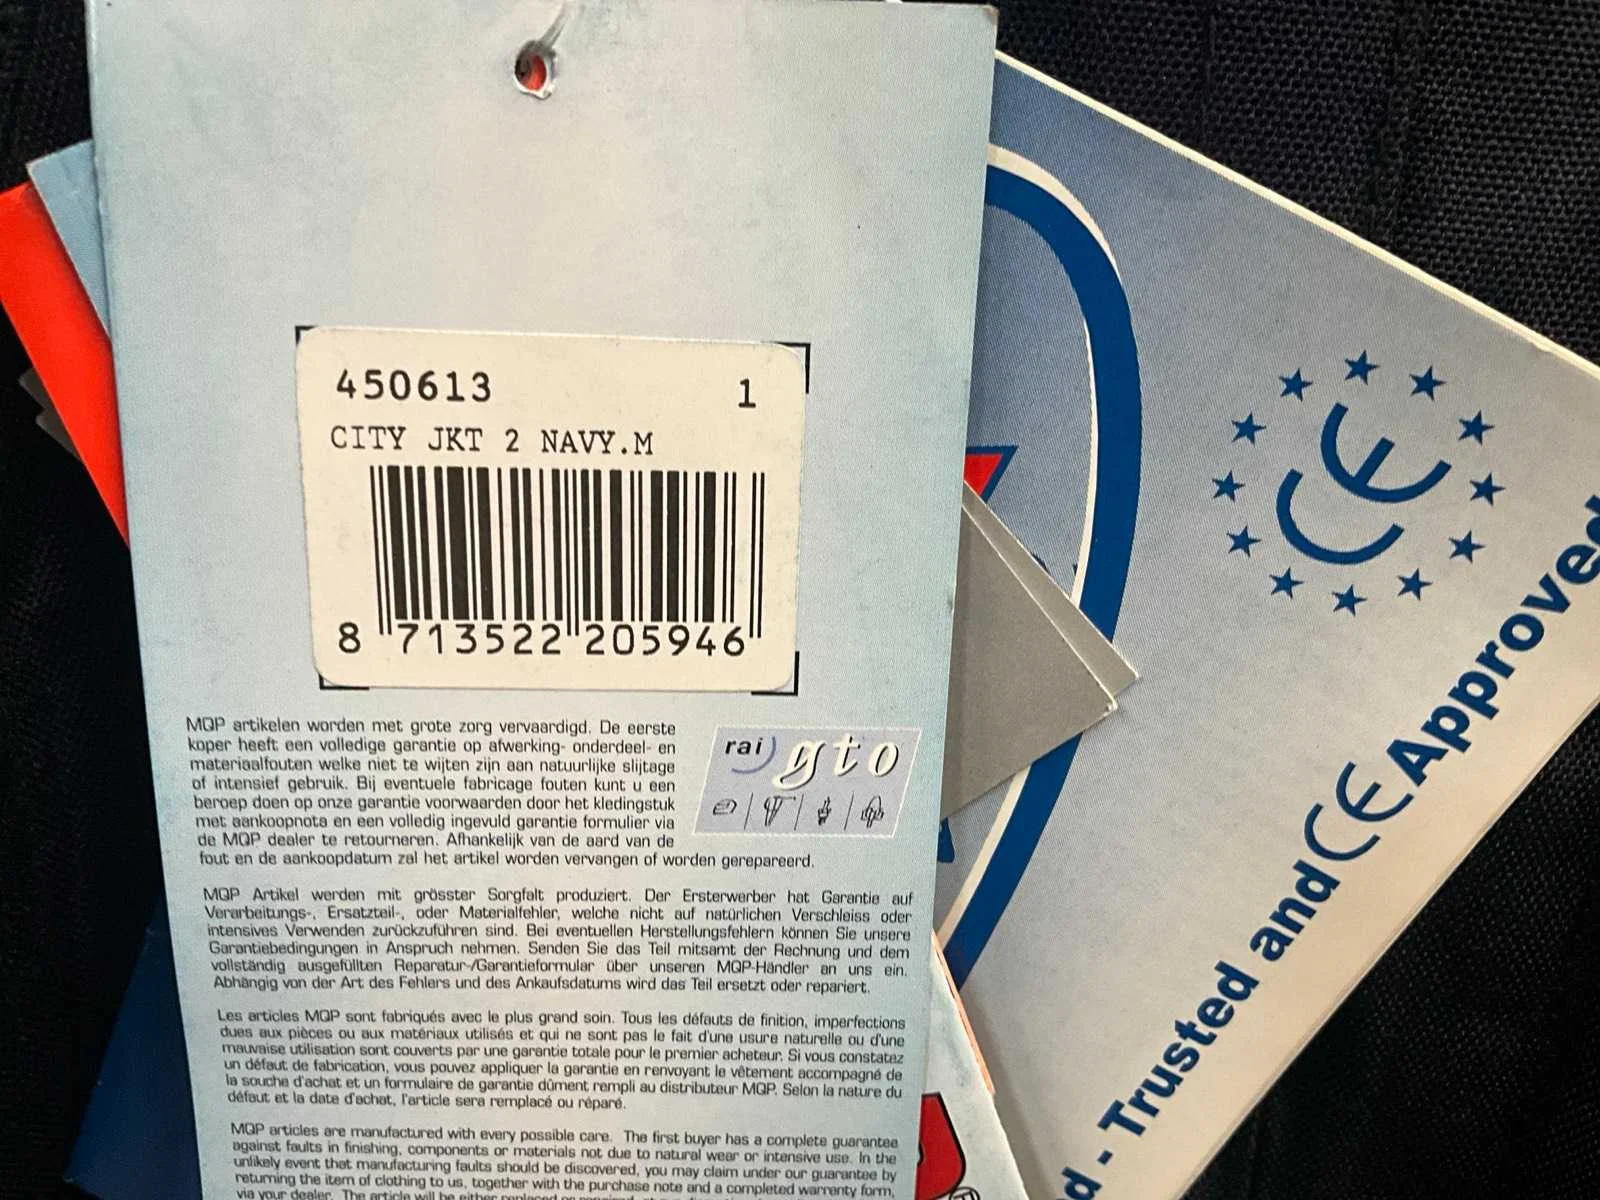 450613 1
CITY JKT 2 NAVY.M
8 713522 205946
MQP artikelen worden met grote zorg vervaardigd. De eerste
koper heeft een volledige garantie op afwerking- onderdeel- en
materiaalfouten welke niet te wijten zijn aan natuurlijke slijtage
of intensief gebruik. Bij eventuele fabricage fouten kunt u een
beroep doen op onze garantie voorwaarden door het kledingstuk
met aankoopnota en een volledig ingevuld garantie formulier via
de MQP dealer te retourneren. Afhankelijk van de aard van de
fout en de aankoopdatum zal het artikel worden vervangen of worden gerepareerd.
rai gto
MQP Artikel werden mit grösster Sorgfalt produziert. Der Ersterwerber hat Garantie auf
Verarbeitungs-, Ersatzteil-, oder Materialfehler, welche nicht auf natürlichen Verschleiss oder
intensives Verwenden zurückzuführen sind. Bei eventuellen Herstellungsfehlern können Sie unsere
Garantiebedingungen in Anspruch nehmen. Senden Sie das Teil mitsamt der Rechnung und dem
vollständig ausgefüllten Reparatur-/Garantieformular über unseren MQP-Händler an uns ein.
Abhängig von der Art des Fehlers und des Ankaufsdatums wird das Teil ersetzt oder repariert.
Les articles MQP sont fabriqués avec le plus grand soin. Tous les défauts de finition, imperfections
dues aux pièces ou aux matériaux utilisés et qui ne sont pas le fait d'une usure naturelle ou d'une
mauvaise utilisation sont couverts par une garantie totale pour le premier acheteur. Si vous constatez
un défaut de fabrication, vous pouvez appliquer la garantie en renvoyant le vêtement accompagné de
la souche d'achat et un formulaire de garantie dûment rempli au distributeur MQP. Selon la nature du
défaut et la date d'achat, l'article sera remplacé ou réparé.
MQP articles are manufactured with every possible care. The first buyer has a complete guarantee
against faults in finishing, components or materials not due to natural wear or intensive use. In the
unlikely event that manufacturing faults should be discovered, you may claim under our guarantee by
returning the item of clothing to us, together with the purchase note and a completed warrenty form,
via your dealer. The article will be either
CE
d - Trusted and CE Approved